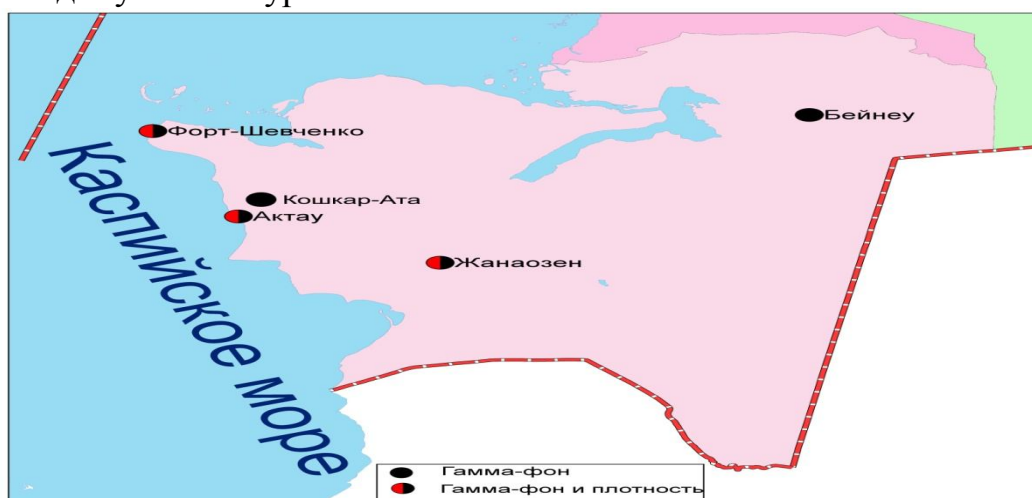 Бейнеу
Форт-Шевченко
Кошкар-Ата
Актау
Жанаозен
Каспийское море
Гамма-фон
Гамма-фон и плотность